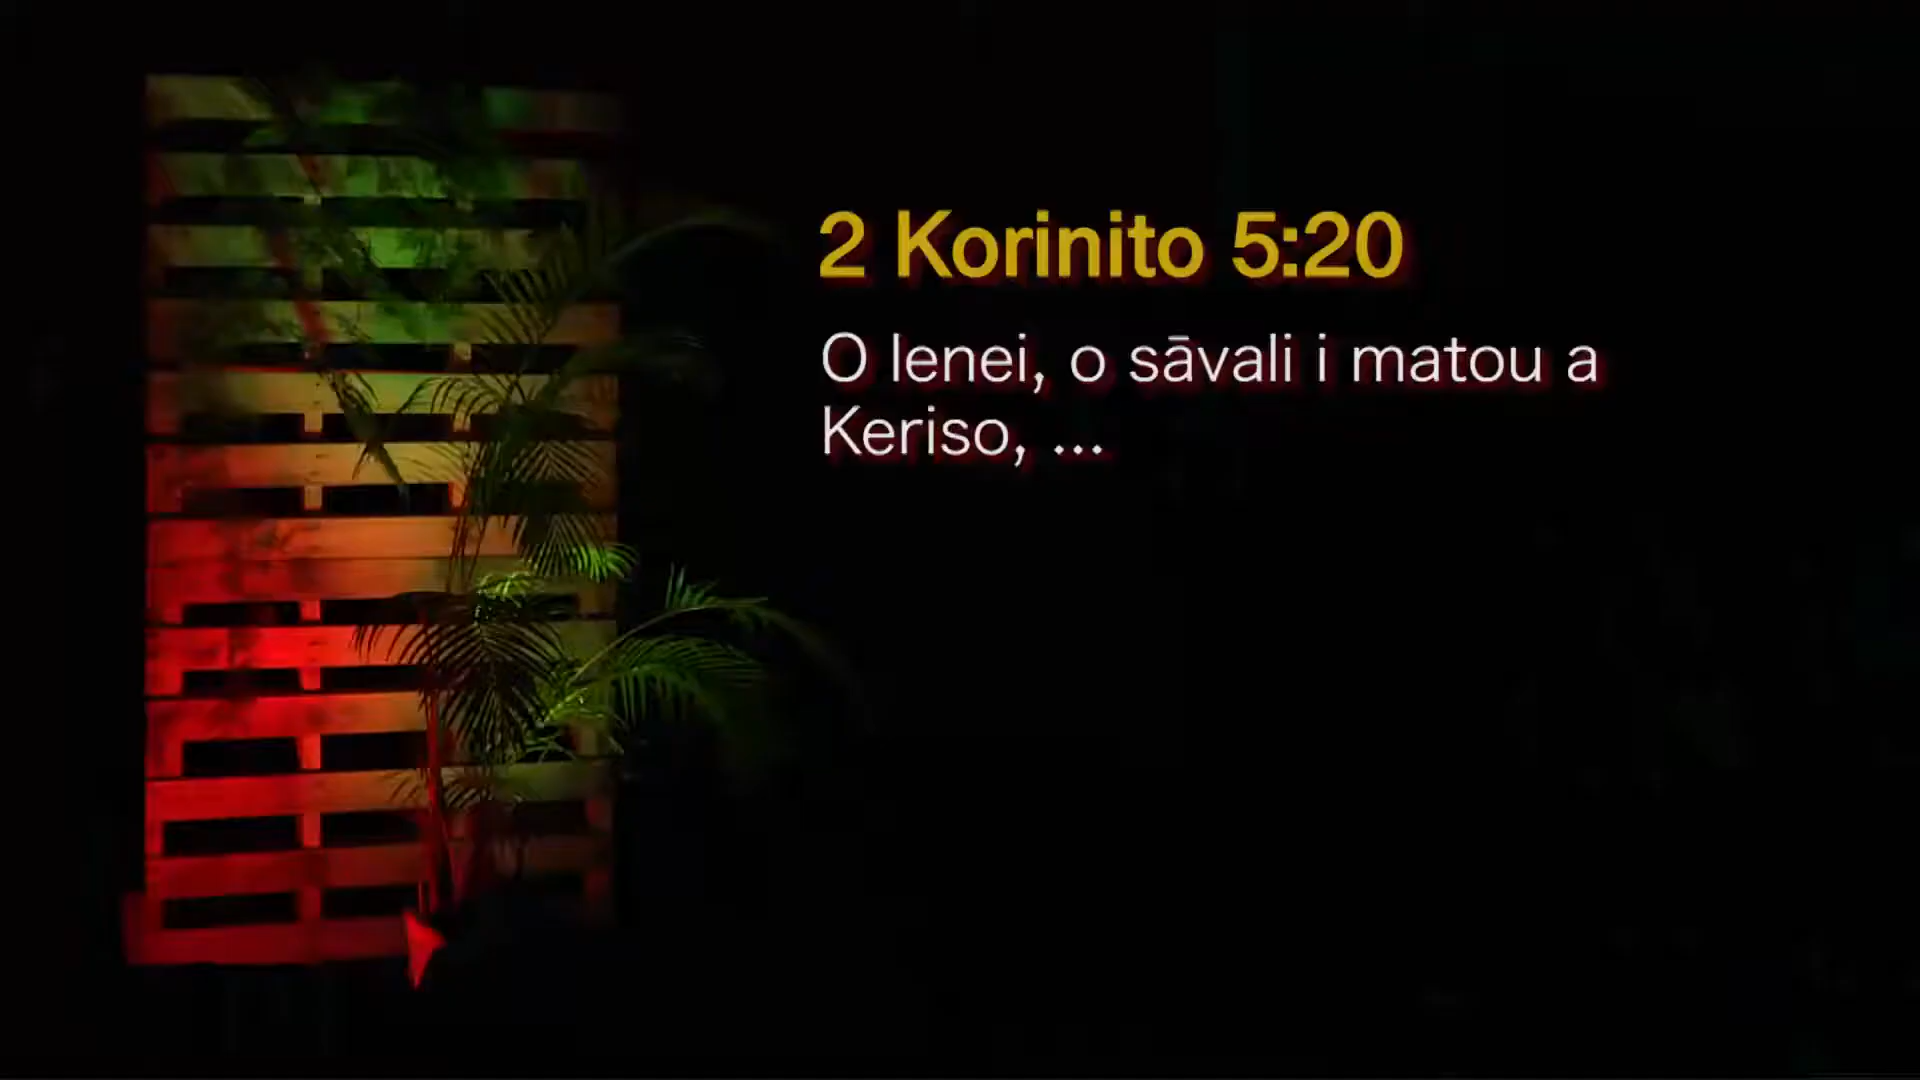 2 Korinito 5:20
O lenei, o sāvali i matou a
Keriso, ...